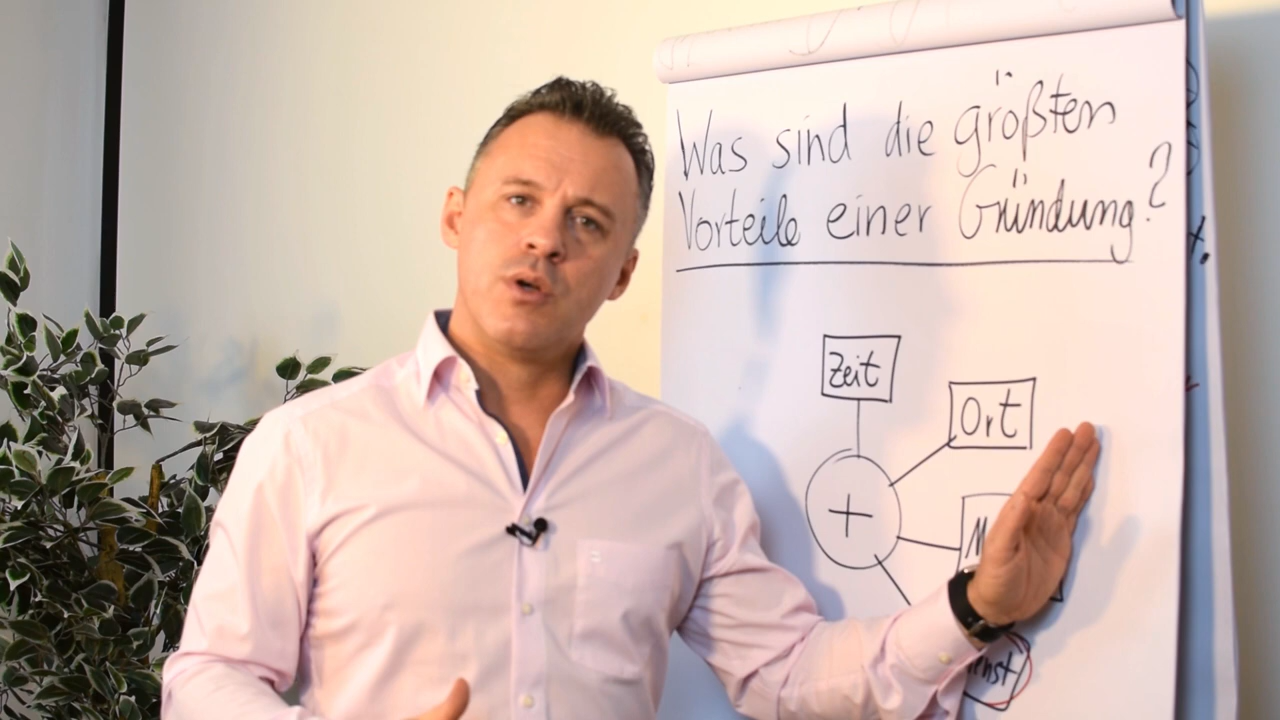 Was sind die größten
Vorteile einer Gründung?
Zeit
Ort
+